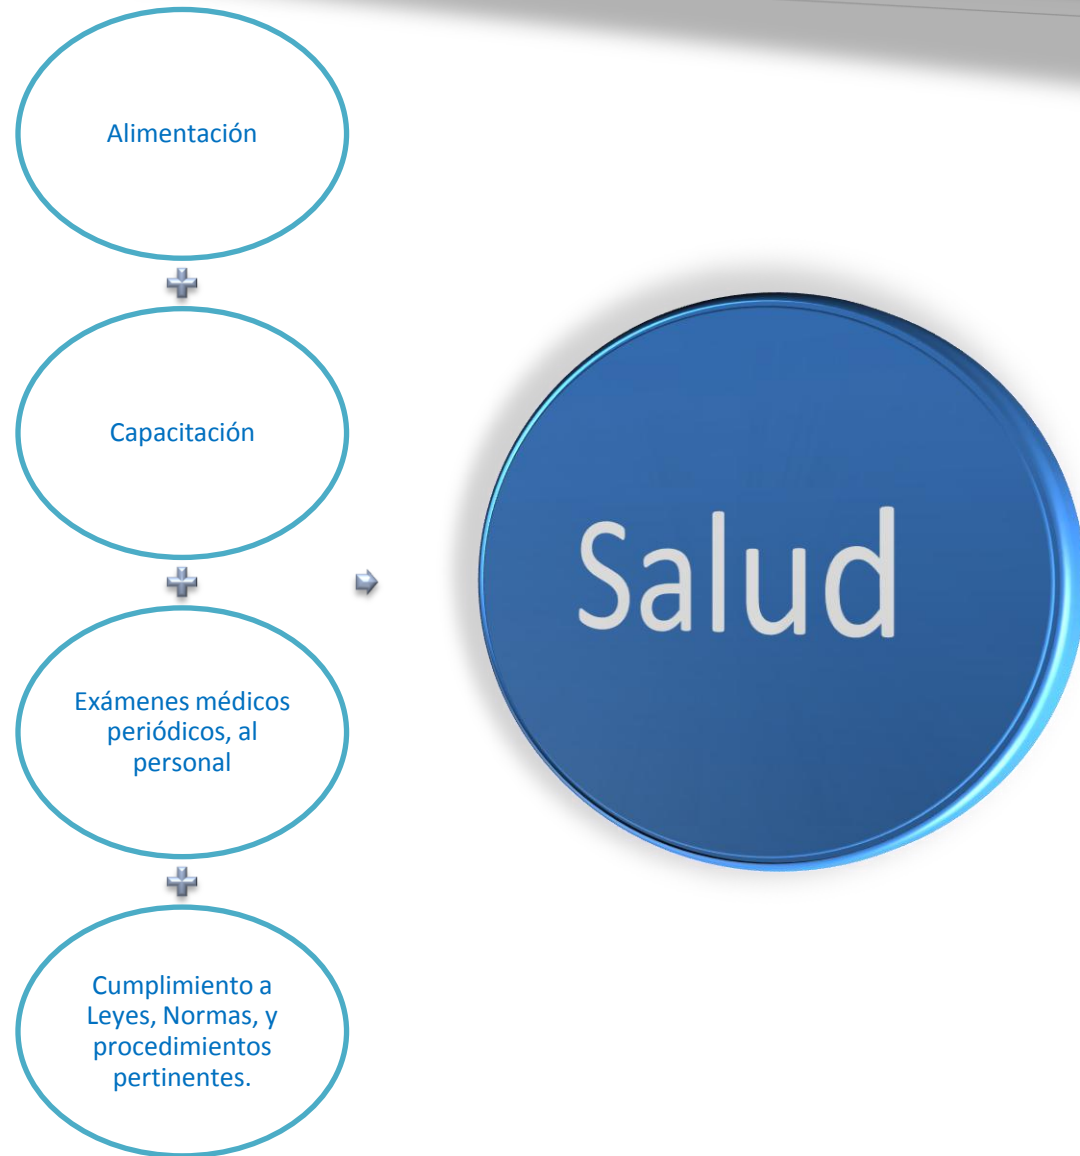 Alimentación
Capacitación
Exámenes médicos
periódicos, al
personal
Cumplimiento a
Leyes, Normas, y
procedimientos
pertinentes.
Salud